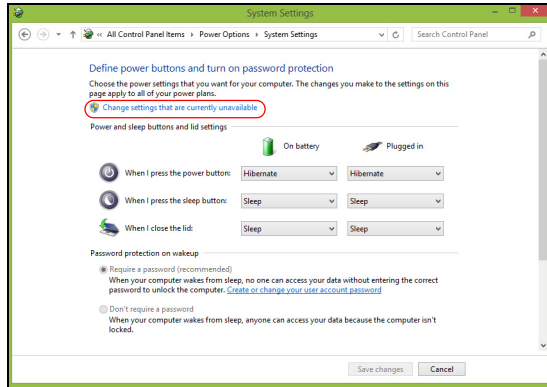 System Settings
« All Control Panel Items ▸ Power Options ▸ System Settings
Search Control Panel
Define power buttons and turn on password protection
Choose the power settings that you want for your computer. The changes you make to the settings on this
page apply to all of your power plans.
Change settings that are currently unavailable
Power and sleep buttons and lid settings
On battery Plugged in
When I press the power button: Hibernate Hibernate
When I press the sleep button: Sleep Sleep
When I close the lid: Sleep Sleep
Password protection on wakeup
Require a password (recommended)
When your computer wakes from sleep, no one can access your data without entering the correct
password to unlock the computer. Create or change your user account password
Don't require a password
When your computer wakes from sleep, anyone can access your data because the computer isn't
locked.
Save changes Cancel